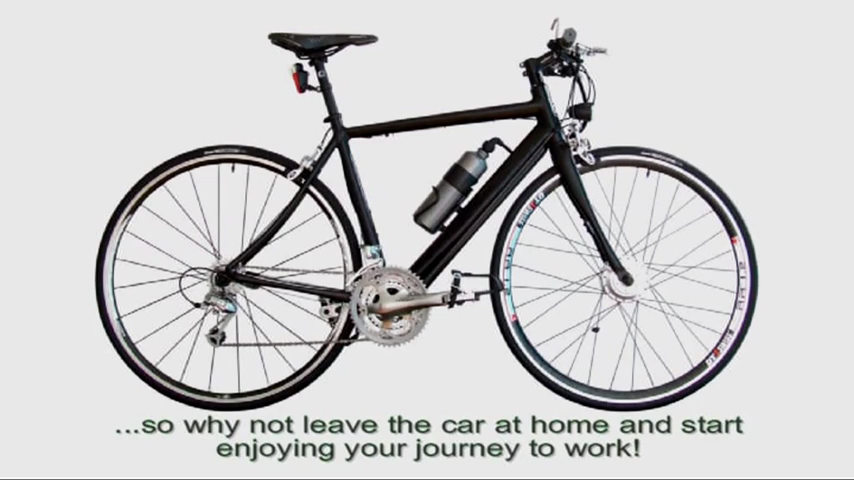 ...so why not leave the car at home and start
enjoying your journey to work!